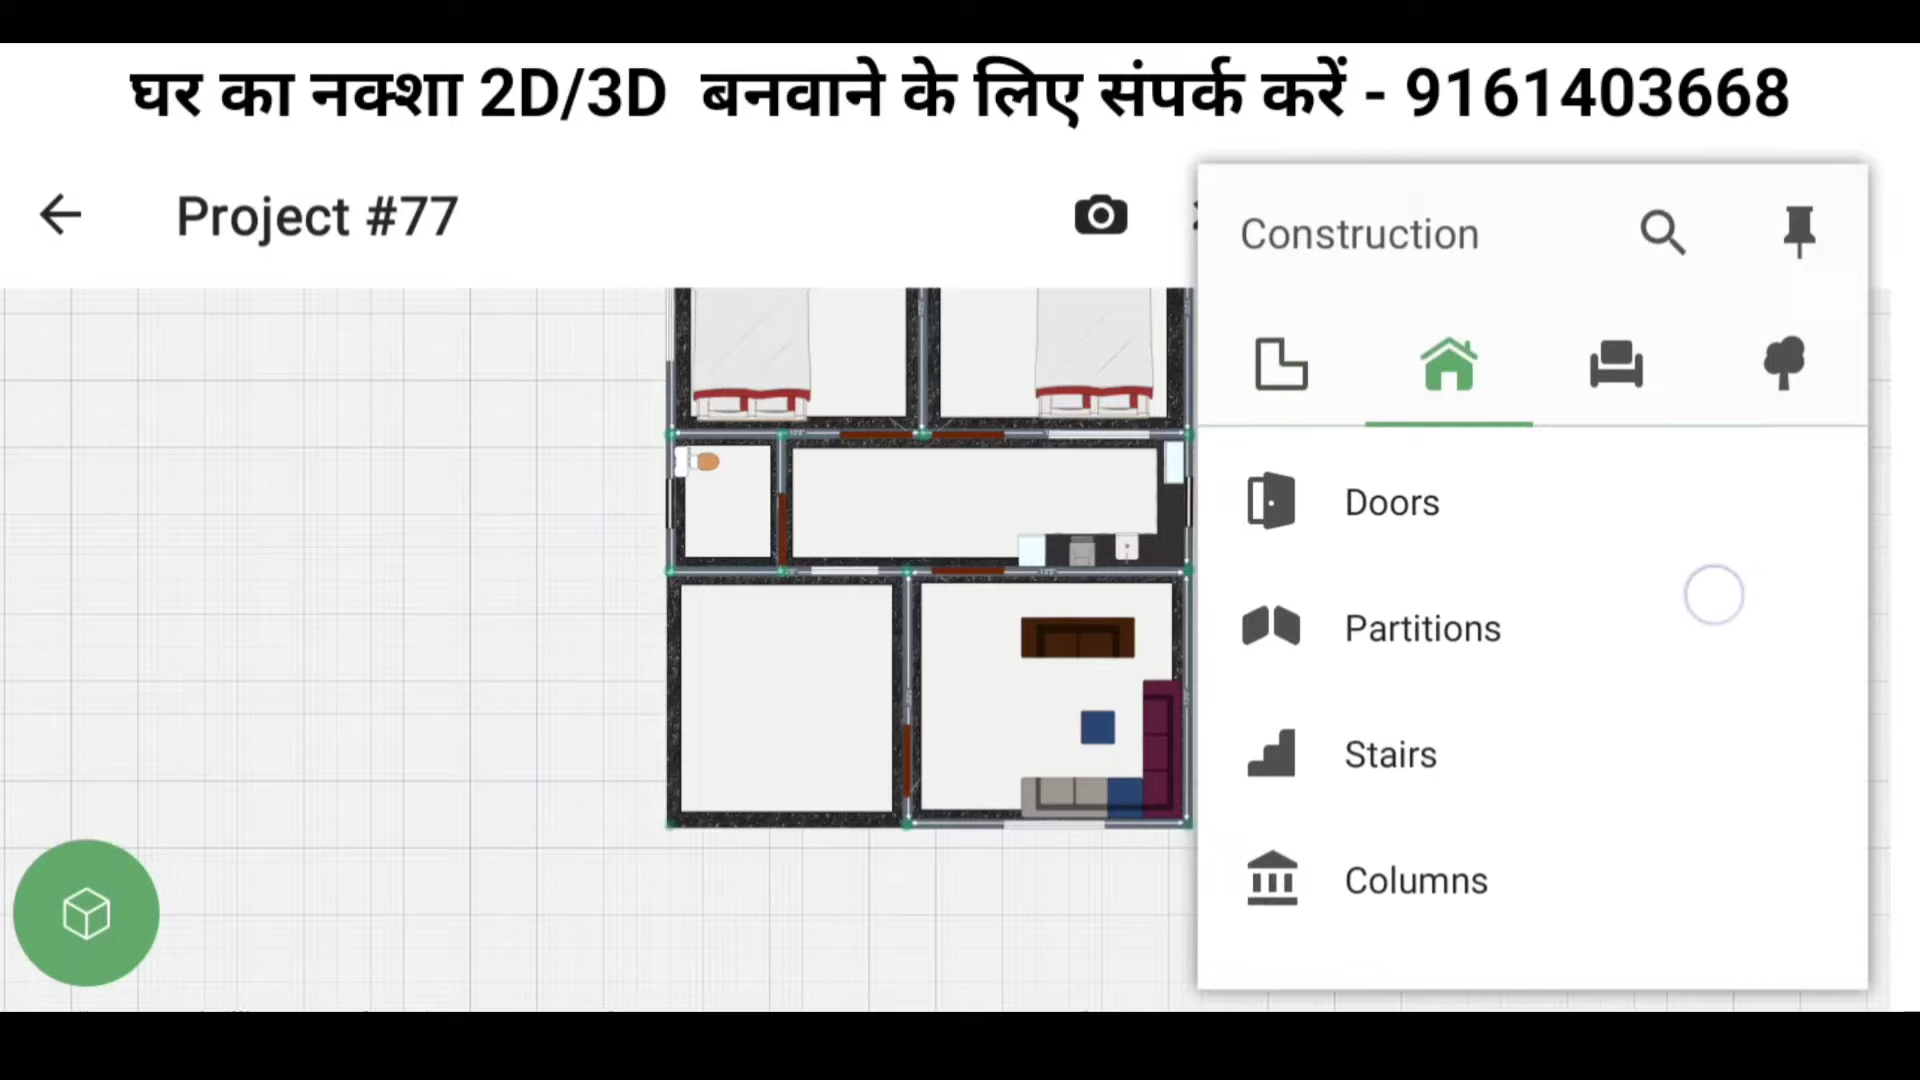 घर का नक्शा 2D/3D बनवाने के लिए संपर्क करें - 9161403668
Project #77
Construction
Doors
Partitions
Stairs
Columns